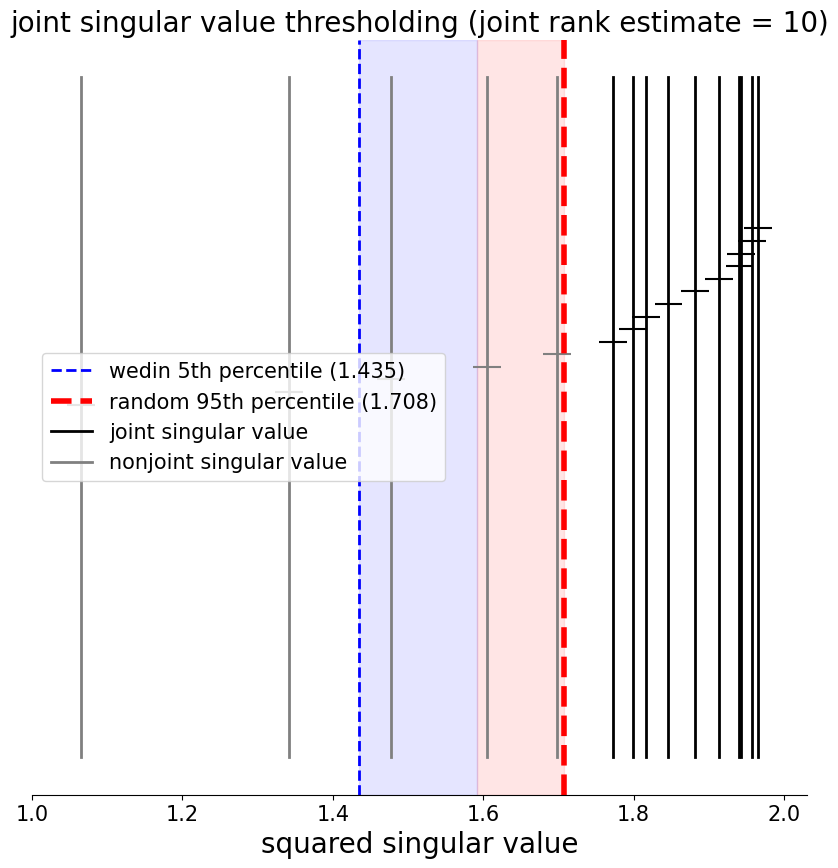 joint singular value thresholding (joint rank estimate = 10)
wedin 5th percentile (1.435)
random 95th percentile (1.708)
joint singular value
nonjoint singular value
1.0 1.2 1.4 1.6 1.8 2.0
squared singular value